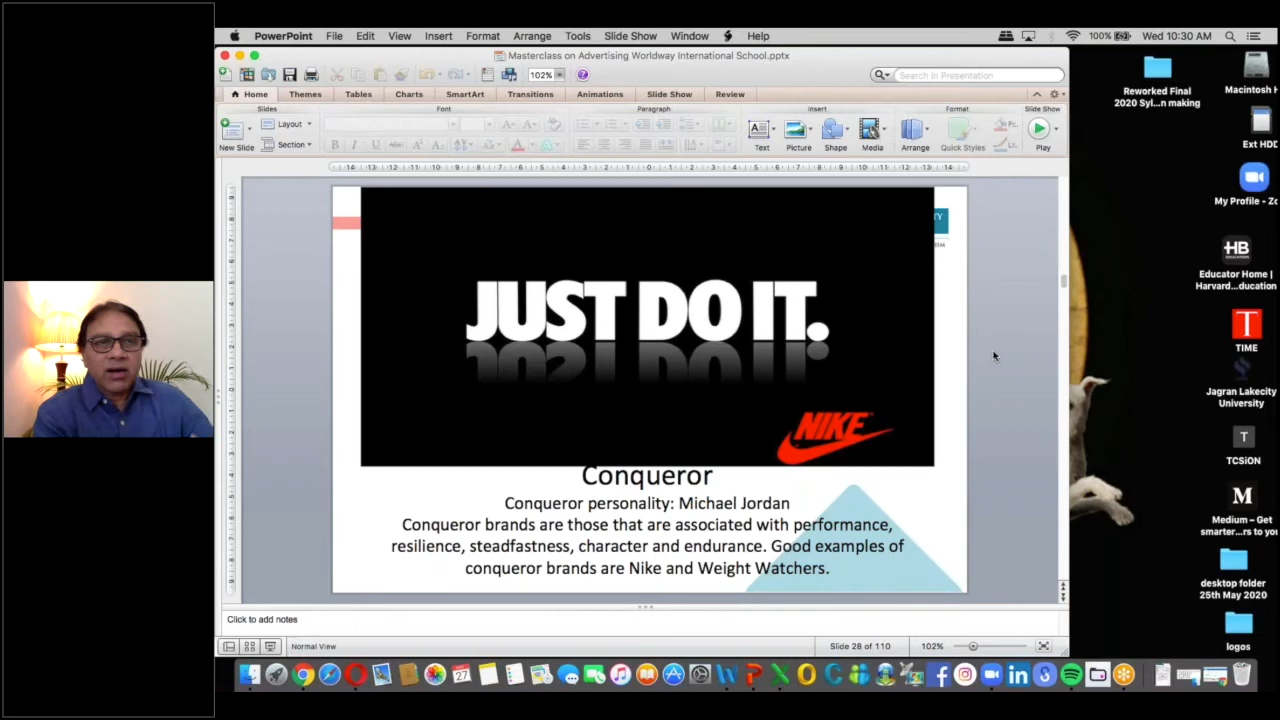 PowerPoint File Edit View Insert Format Arrange Tools Slide Show Window Help 100% Wed 10:30 AM
Masterclass on Advertising Worldway International School.pptx
102% Search in Presentation
Home Themes Tables Charts SmartArt Transitions Animations Slide Show Review
Slides Font Paragraph Insert Format Slide Show
New Slide Layout Section Text Picture Shape Media Arrange Quick Styles Play
JUST DO IT.
NIKE
Conqueror
Conqueror personality: Michael Jordan
Conqueror brands are those that are associated with performance,
resilience, steadfastness, character and endurance. Good examples of
conqueror brands are Nike and Weight Watchers.
Click to add notes
Normal View Slide 28 of 110 102%
Reworked Final
2020 Syl...n making
Macintosh H
Ext HDD
My Profile - Zo
HB
Educator Home |
Harvard...ducation
T
TIME
Jagran Lakecity
University
T
TCSiON
M
Medium – Get
smarter...rs to you
desktop folder
25th May 2020
logos